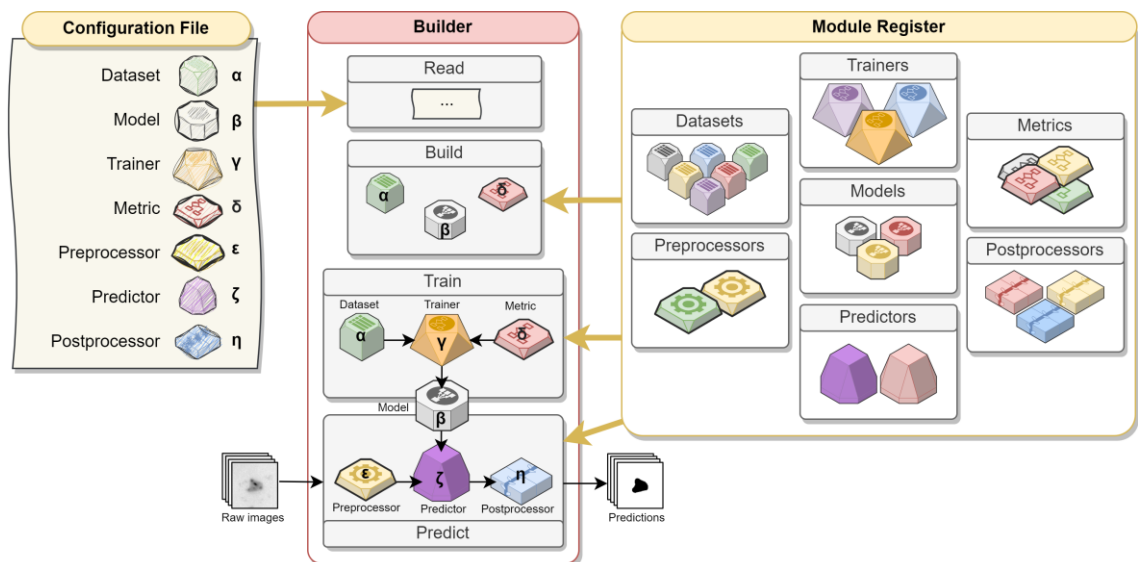 Configuration File
Dataset α
Model β
Trainer γ
Metric δ
Preprocessor ε
Predictor ζ
Postprocessor η
Builder
Read
...
Build
α
β
δ
Train
Dataset Trainer Metric
α γ δ
Model
β
ε ζ η
Preprocessor Predictor Postprocessor
Predict
Raw images
Predictions
Module Register
Trainers
Datasets
Metrics
Models
Preprocessors
Postprocessors
Predictors